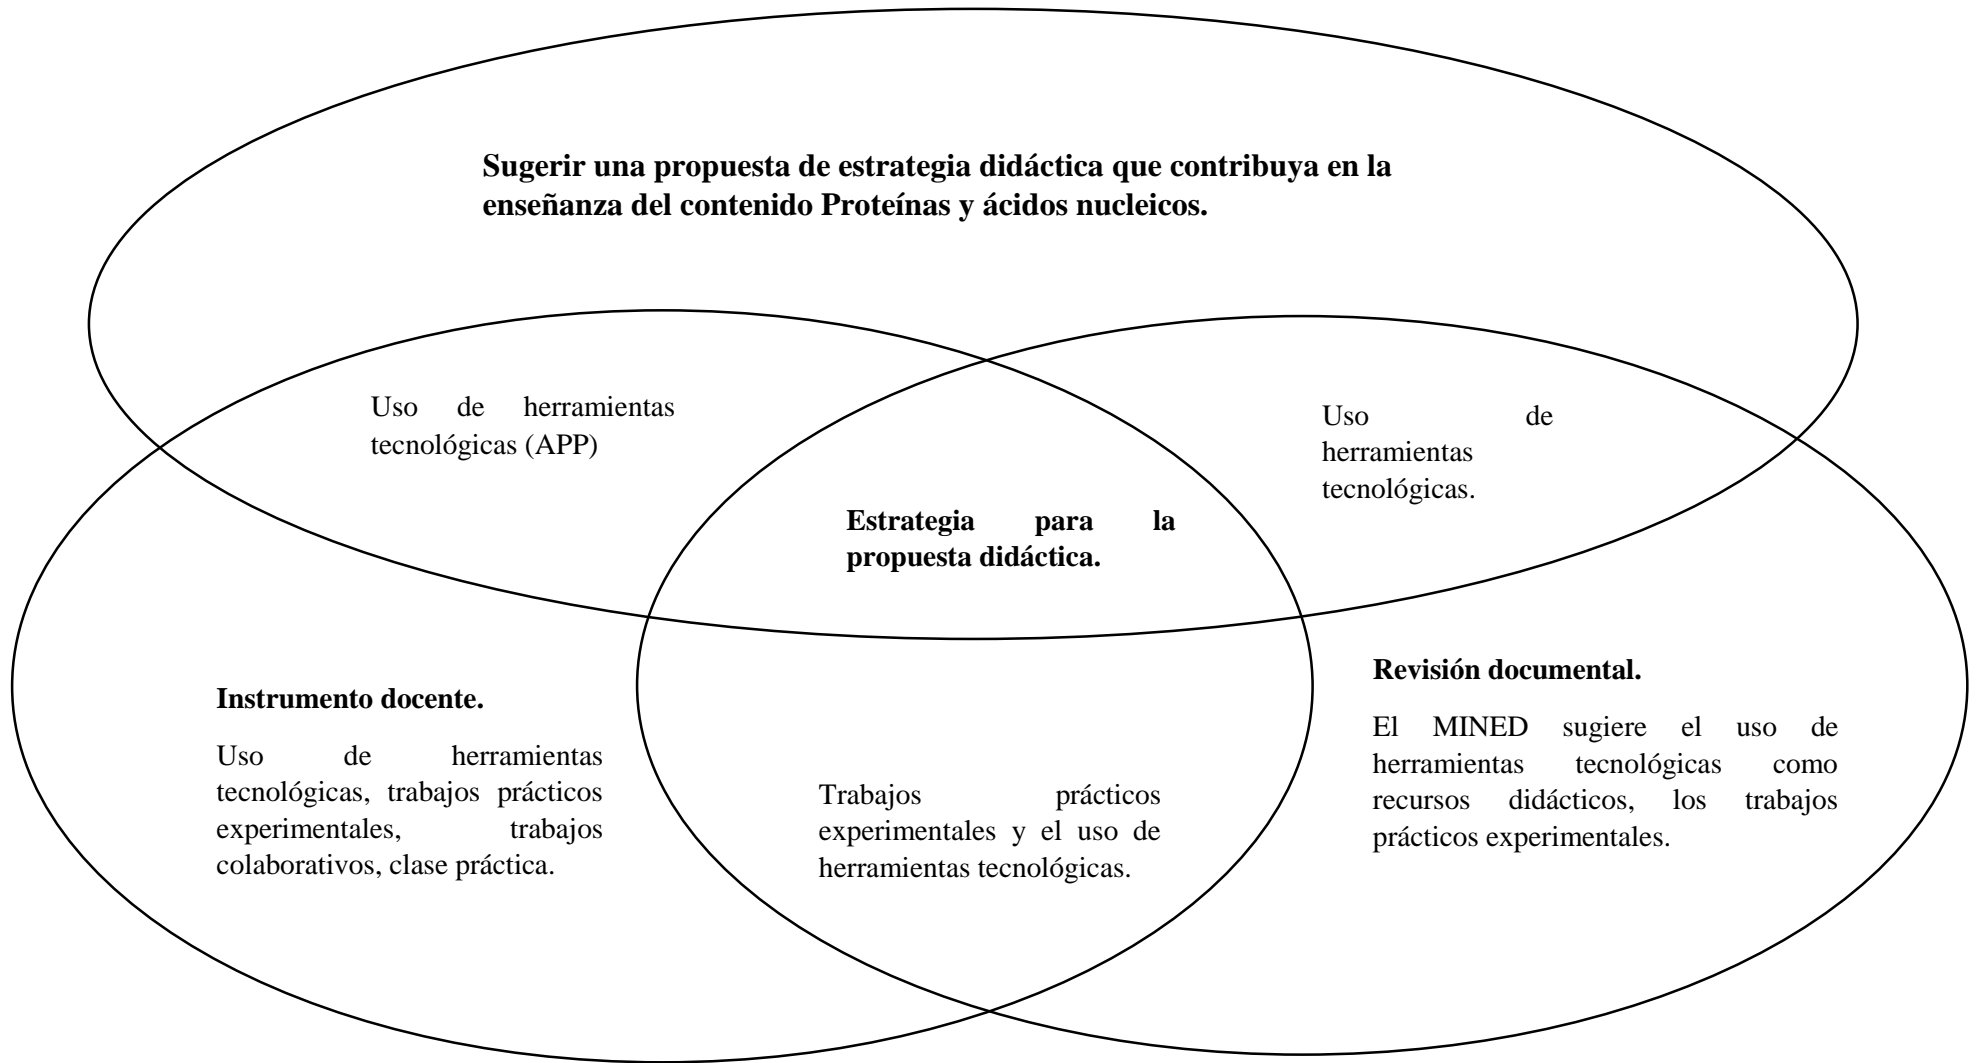 Sugerir una propuesta de estrategia didáctica que contribuya en la
enseñanza del contenido Proteínas y ácidos nucleicos.
Uso de herramientas
tecnológicas (APP)
Uso de
herramientas
tecnológicas.
Estrategia para la
propuesta didáctica.
Instrumento docente.
Uso de herramientas
tecnológicas, trabajos prácticos
experimentales, trabajos
colaborativos, clase práctica.
Trabajos prácticos
experimentales y el uso de
herramientas tecnológicas.
Revisión documental.
El MINED sugiere el uso de
herramientas tecnológicas como
recursos didácticos, los trabajos
prácticos experimentales.